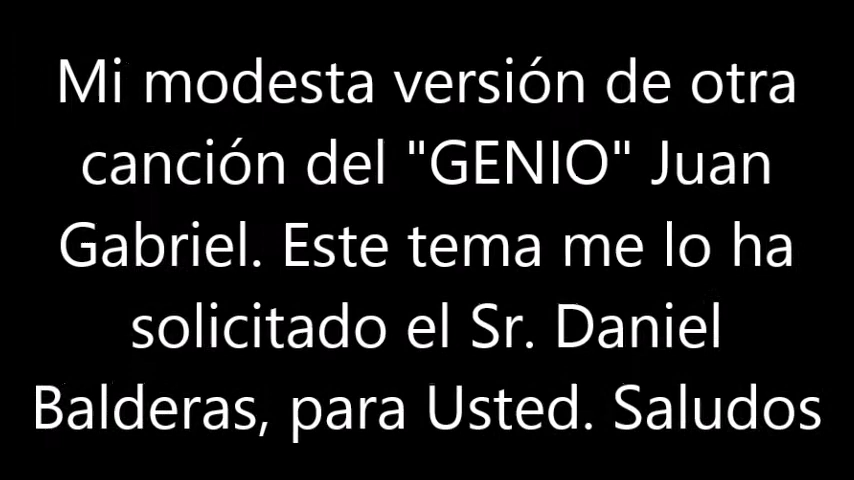 Mi modesta versión de otra
canción del "GENIO" Juan
Gabriel. Este tema me lo ha
solicitado el Sr. Daniel
Balderas, para Usted. Saludos